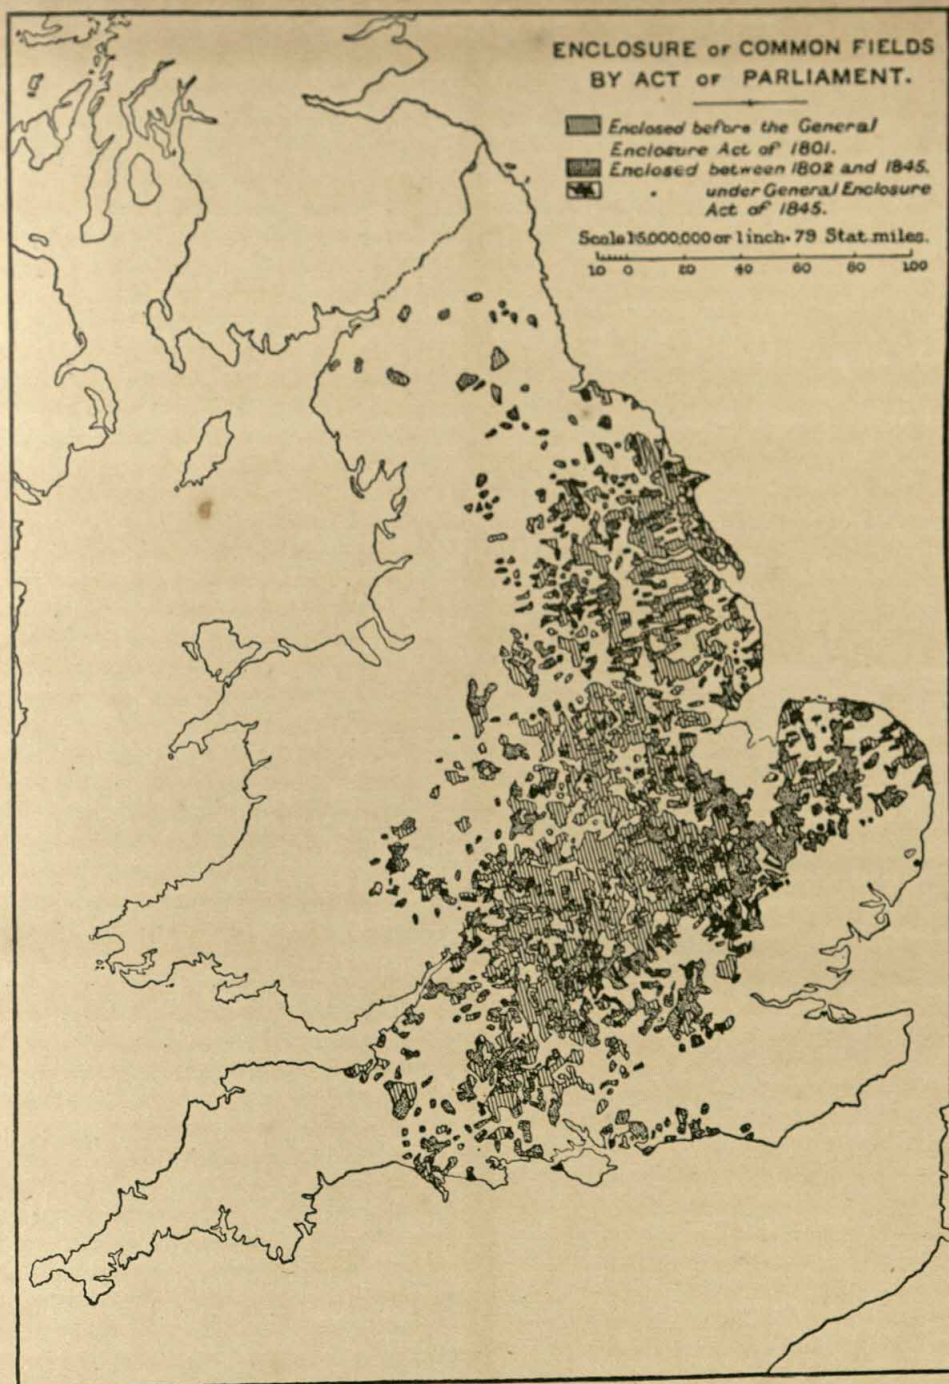 ENCLOSURE OF COMMON FIELDS
BY ACT OF PARLIAMENT.
Enclosed before the General
Enclosure Act of 1801.
Enclosed between 1802 and 1845.
" under General Enclosure
Act of 1845.
Scale 1:5,000,000 or 1 inch = 79 Stat. miles.
10 0 20 40 60 80 100